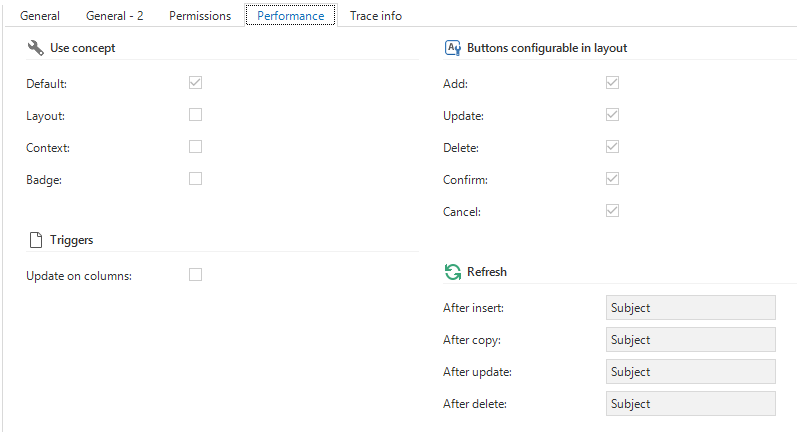 General General - 2 Permissions Performance Trace info
Use concept
Default:
Layout:
Context:
Badge:
Triggers
Update on columns:
Buttons configurable in layout
Add:
Update:
Delete:
Confirm:
Cancel:
Refresh
After insert: Subject
After copy: Subject
After update: Subject
After delete: Subject